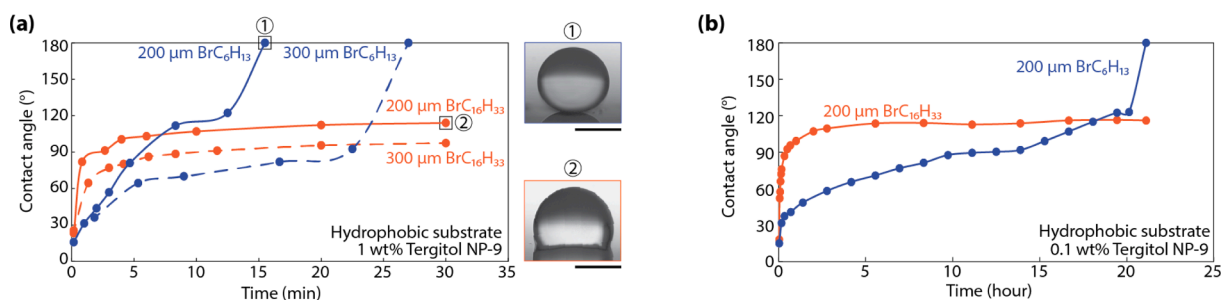 (a)
180
150
120
90
60
30
0
Contact angle (°)
0 5 10 15 20 25 30 35
Time (min)
①
200 µm BrC₆H₁₃
300 µm BrC₆H₁₃
200 µm BrC₁₆H₃₃
②
300 µm BrC₁₆H₃₃
Hydrophobic substrate
1 wt% Tergitol NP-9
①
②
(b)
180
150
120
90
60
30
0
Contact angle (°)
0 5 10 15 20 25
Time (hour)
200 µm BrC₆H₁₃
200 µm BrC₁₆H₃₃
Hydrophobic substrate
0.1 wt% Tergitol NP-9